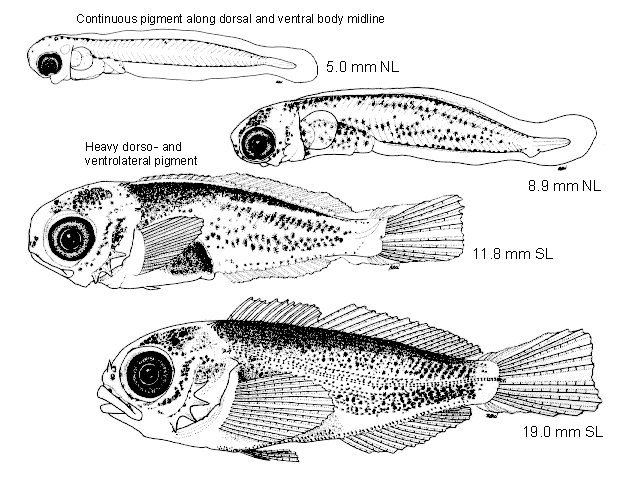 Continuous pigment along dorsal and ventral body midline
5.0 mm NL
Heavy dorso- and
ventrolateral pigment
8.9 mm NL
11.8 mm SL
19.0 mm SL